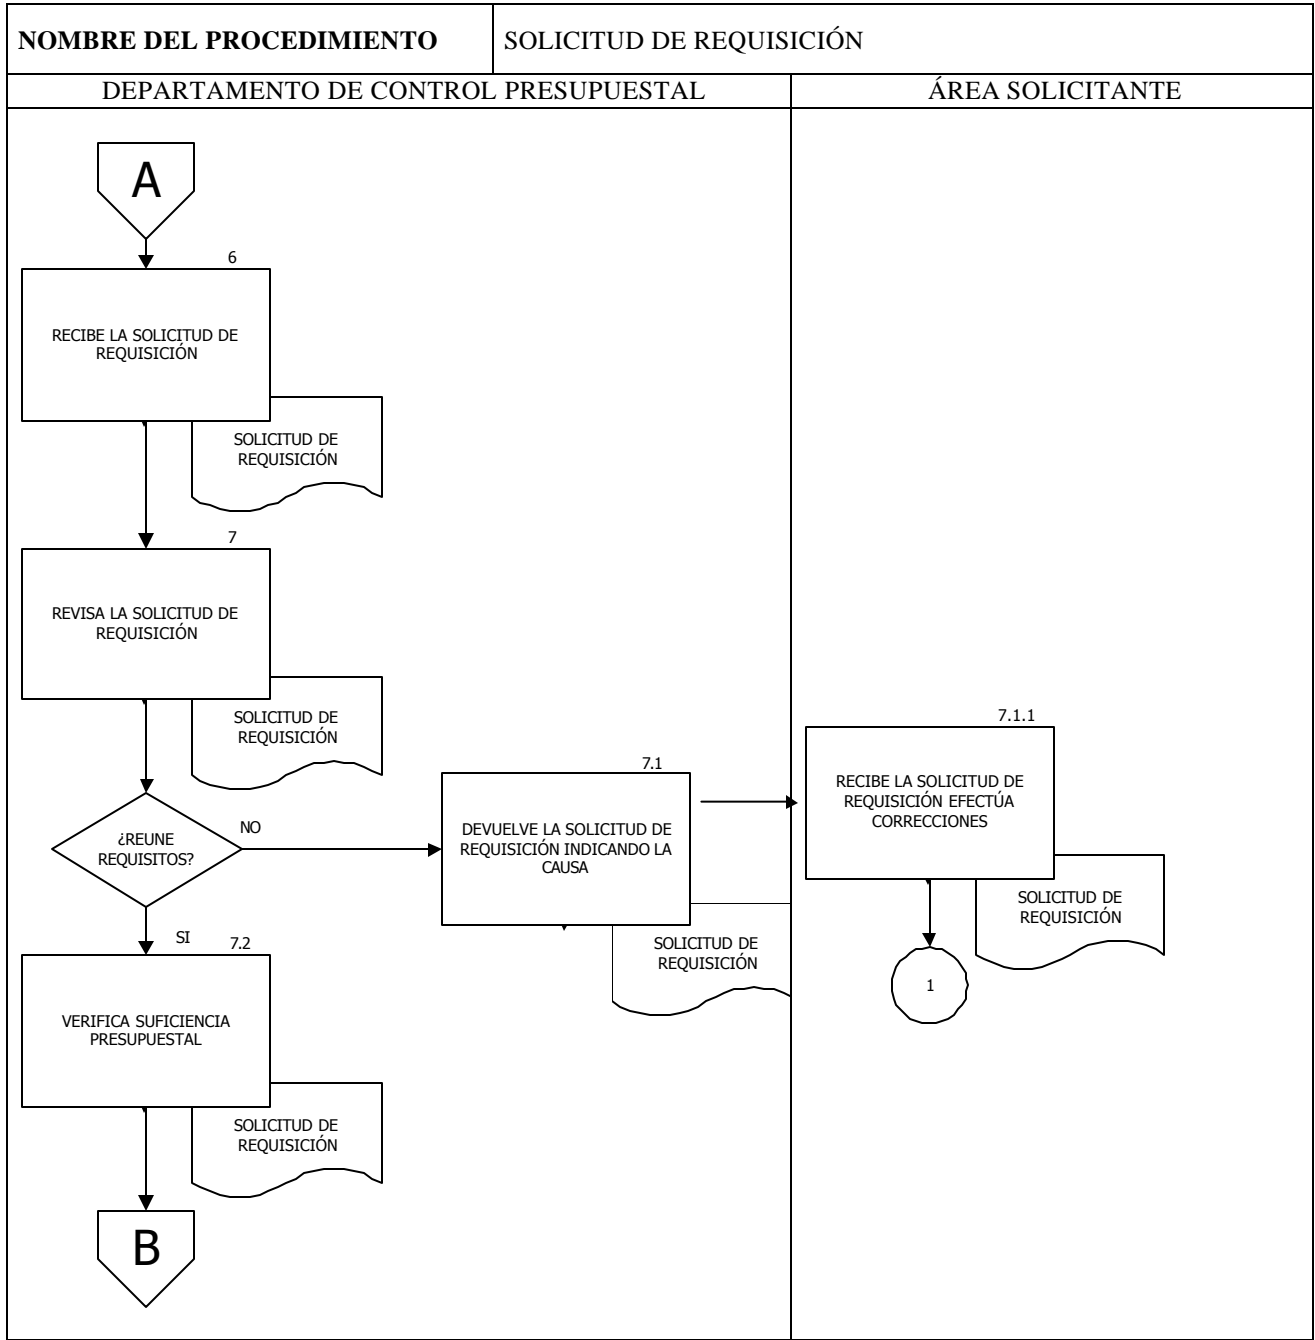 NOMBRE DEL PROCEDIMIENTO
SOLICITUD DE REQUISICIÓN
DEPARTAMENTO DE CONTROL PRESUPUESTAL
ÁREA SOLICITANTE
A
6
RECIBE LA SOLICITUD DE
REQUISICIÓN
SOLICITUD DE
REQUISICIÓN
7
REVISA LA SOLICITUD DE
REQUISICIÓN
SOLICITUD DE
REQUISICIÓN
¿REUNE
REQUISITOS?
NO
7.1
DEVUELVE LA SOLICITUD DE
REQUISICIÓN INDICANDO LA
CAUSA
SOLICITUD DE
REQUISICIÓN
7.1.1
RECIBE LA SOLICITUD DE
REQUISICIÓN EFECTÚA
CORRECCIONES
SOLICITUD DE
REQUISICIÓN
1
SI
7.2
VERIFICA SUFICIENCIA
PRESUPUESTAL
SOLICITUD DE
REQUISICIÓN
B